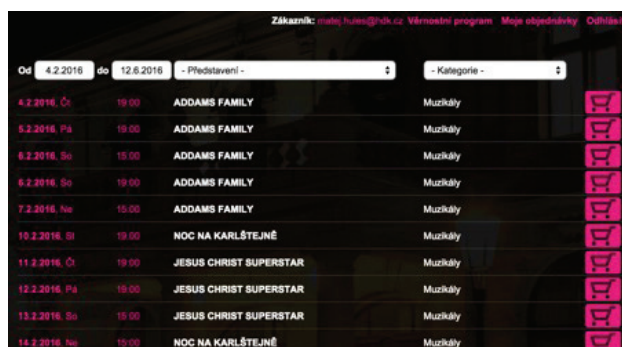 Zákazník: Věrnostní program Moje objednávky Odhlás
Od 4.2.2016 do 12.6.2016 - Představení - - Kategorie -
4.2.2016, Čt 19:00 ADDAMS FAMILY Muzikály
5.2.2016, Pá 19:00 ADDAMS FAMILY Muzikály
6.2.2016, So 15:00 ADDAMS FAMILY Muzikály
6.2.2016, So 19:00 ADDAMS FAMILY Muzikály
7.2.2016, Ne 15:00 ADDAMS FAMILY Muzikály
10.2.2016, St 19:00 NOC NA KARLŠTEJNĚ Muzikály
11.2.2016, Čt 19:00 JESUS CHRIST SUPERSTAR Muzikály
12.2.2016, Pá 19:00 JESUS CHRIST SUPERSTAR Muzikály
13.2.2016, So 15:00 JESUS CHRIST SUPERSTAR Muzikály
14.2.2016, Ne 15:00 NOC NA KARLŠTEJNĚ Muzikály